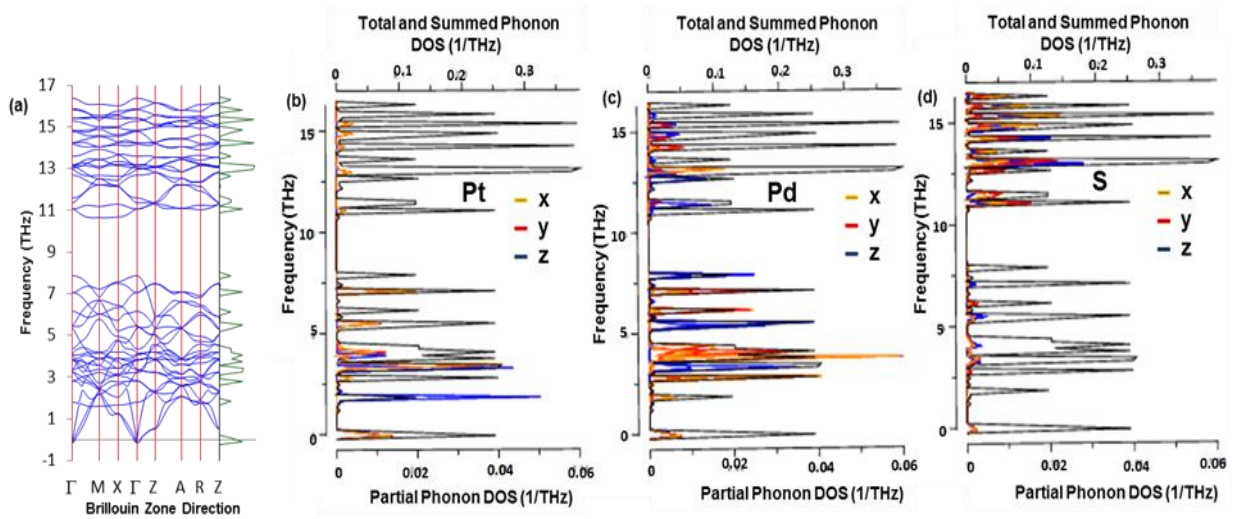 (a)
Frequency (THz)
17
15
13
11
9
7
5
3
1
-1
Γ M X Γ Z A R Z
Brillouin Zone Direction
(b)
Total and Summed Phonon
DOS (1/THz)
0 0.1 0.2 0.3
Frequency (THz)
15
10
5
0
Pt
x
y
z
0 0.02 0.04 0.06
Partial Phonon DOS (1/THz)
(c)
Total and Summed Phonon
DOS (1/THz)
0 0.1 0.2 0.3
Frequency (THz)
15
10
5
0
Pd
x
y
z
0 0.02 0.04 0.06
Partial Phonon DOS (1/THz)
(d)
Total and Summed Phonon
DOS (1/THz)
0 0.1 0.2 0.3
Frequency (THz)
15
10
5
0
S
x
y
z
0 0.02 0.04 0.06
Partial Phonon DOS (1/THz)